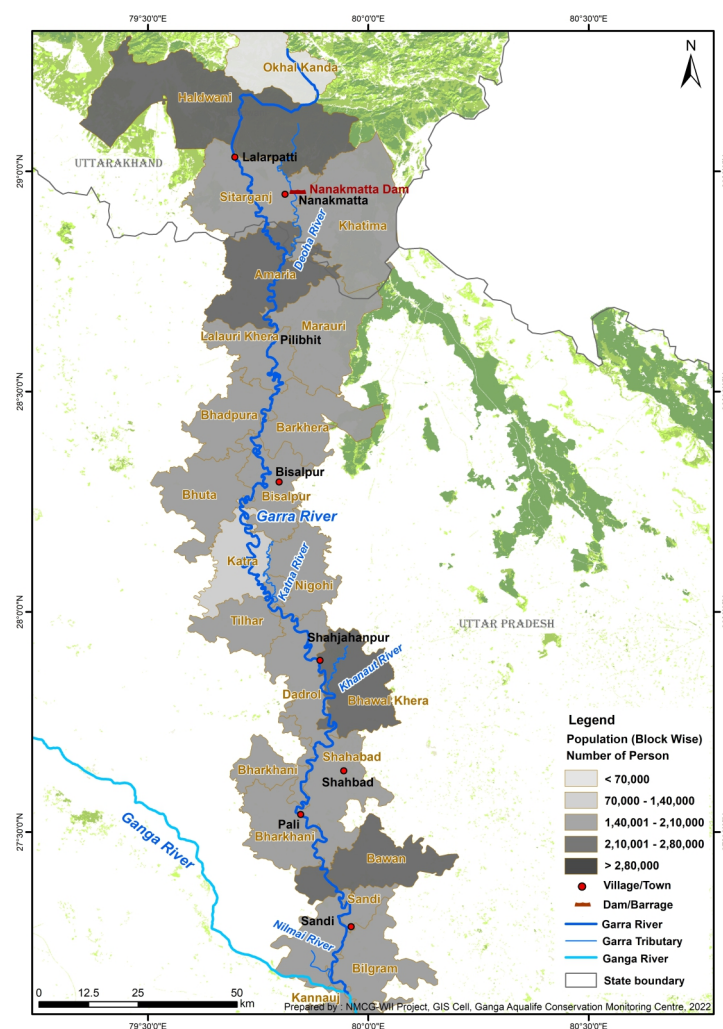 79°30'0"E
80°0'0"E
80°30'0"E
N
Okhal Kanda
Haldwani
UTTARAKHAND
Lalarpatti
29°0'0"N
Nanakmatta Dam
Sitarganj
Nanakmatta
Khatima
Deoha River
Amaria
Marauri
Lalauri Khera
Pilibhit
28°30'0"N
Bhadpura
Barkhera
Bisalpur
Bhuta
Bisalpur
Garra River
Katra
Katna River
Nigohi
28°0'0"N
Tilhar
UTTAR PRADESH
Shahjahanpur
Khanaut River
Dadrol
Bhawal Khera
Shahabad
Bharkhani
Shahbad
Ganga River
Pali
27°30'0"N
Bharkhani
Bawan
Sandi
Sandi
Nilmai River
Bilgram
Kannauj
Legend
Population (Block Wise)
Number of Person
< 70,000
70,000 - 1,40,000
1,40,001 - 2,10,000
2,10,001 - 2,80,000
> 2,80,000
Village/Town
Dam/Barrage
Garra River
Garra Tributary
Ganga River
State boundary
0 12.5 25 50
km
Prepared by : NMCG-WII Project, GIS Cell, Ganga Aqualife Conservation Monitoring Centre, 2022
79°30'0"E
80°0'0"E
80°30'0"E